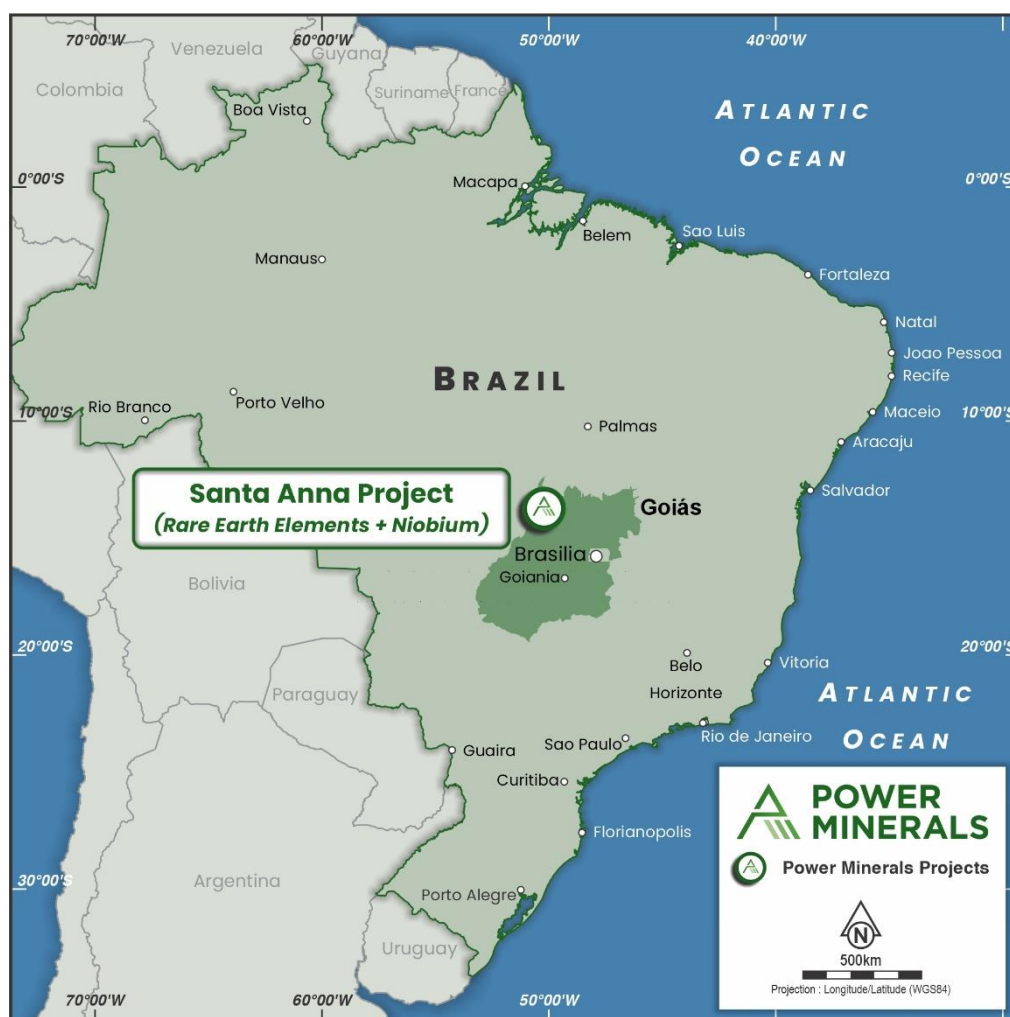 70°00'W
60°00'W
50°00'W
40°00'W
Venezuela
Guyana
Colombia
Suriname
France
Boa Vista
ATLANTIC
OCEAN
0°00'S
0°00'S
Macapa
Belem
Sao Luis
Manaus
Fortaleza
Natal
BRAZIL
Joao Pessoa
Recife
Rio Branco
Porto Velho
10°00'S
Maceio
10°00'S
Palmas
Aracaju
Santa Anna Project
(Rare Earth Elements + Niobium)
Goiás
Salvador
Brasilia
Goiania
Bolivia
20°00'S
20°00'S
Belo
Horizonte
Vitoria
Paraguay
ATLANTIC
OCEAN
Guaira
Sao Paulo
Rio de Janeiro
Curitiba
Florianopolis
POWER
MINERALS
Power Minerals Projects
Argentina
30°00'S
Porto Alegre
Uruguay
N
500km
Projection : Longitude/Latitude (WGS84)
70°00'W
60°00'W
50°00'W